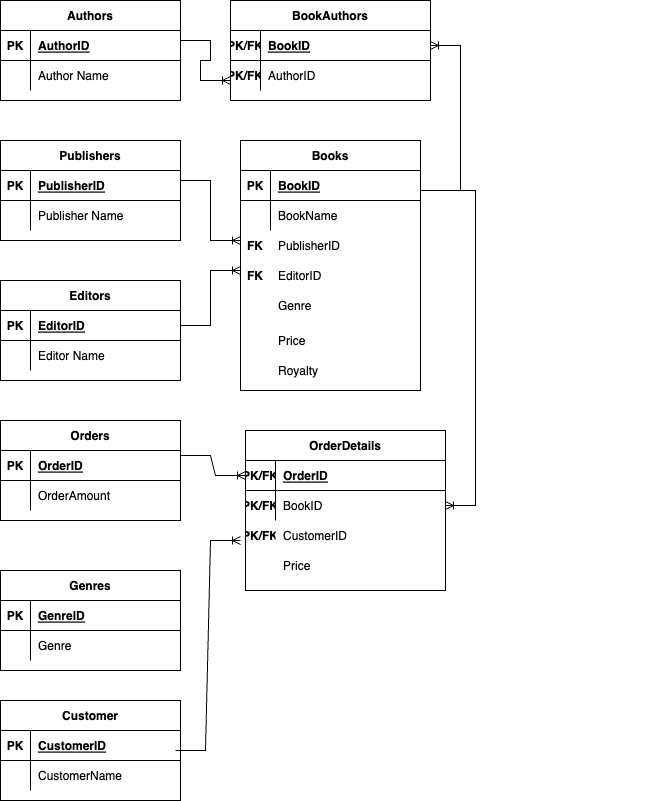 Authors
PK AuthorID
Author Name
BookAuthors
PK/FK BookID
PK/FK AuthorID
Publishers
PK PublisherID
Publisher Name
Books
PK BookID
BookName
FK PublisherID
FK EditorID
Genre
Price
Royalty
Editors
PK EditorID
Editor Name
Orders
PK OrderID
OrderAmount
OrderDetails
PK/FK OrderID
PK/FK BookID
PK/FK CustomerID
Price
Genres
PK GenreID
Genre
Customer
PK CustomerID
CustomerName